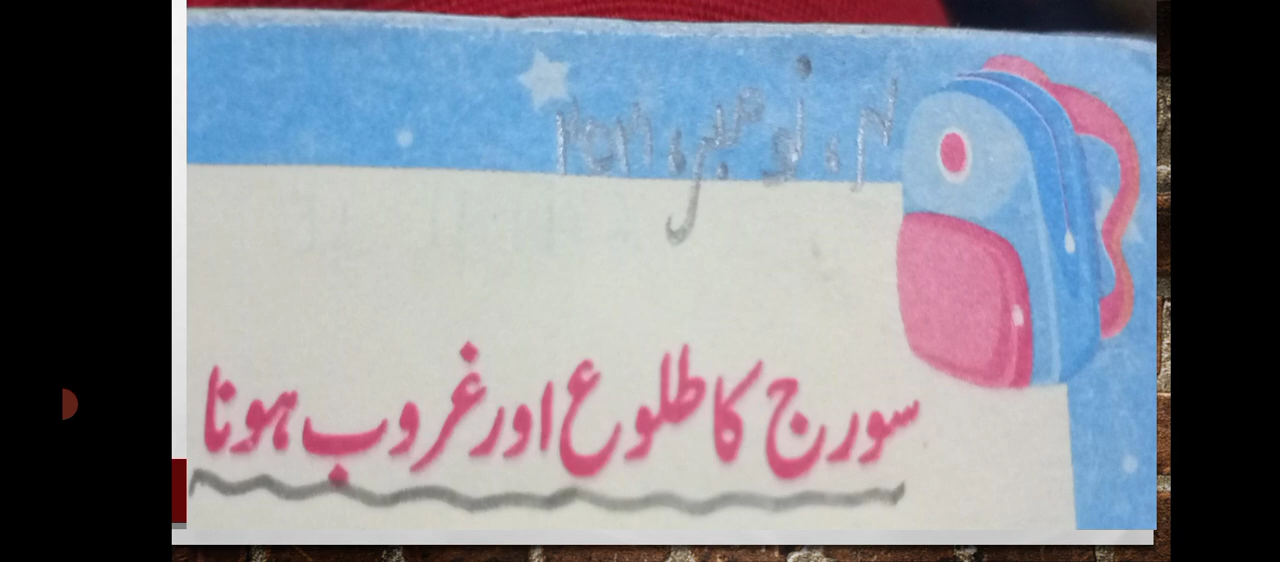 نومبر، ۲۰۲۱
سورج کا طلوع اور غروب ہونا